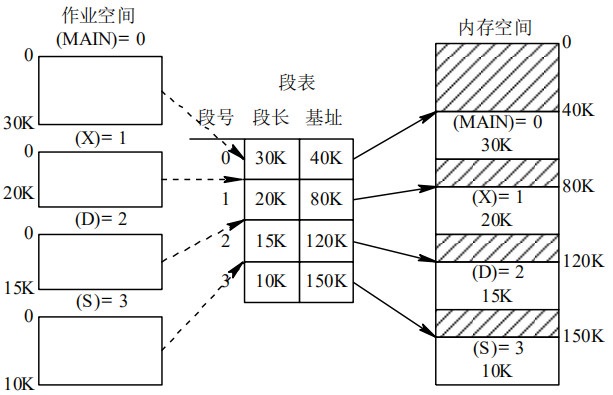 作业空间
(MAIN)= 0
0
30K
(X)= 1
0
20K
(D)= 2
0
15K
(S)= 3
0
10K
段表
段号 段长 基址
0 30K 40K
1 20K 80K
2 15K 120K
3 10K 150K
内存空间
0
40K
(MAIN)= 0
30K
80K
(X)= 1
20K
120K
(D)= 2
15K
150K
(S)= 3
10K